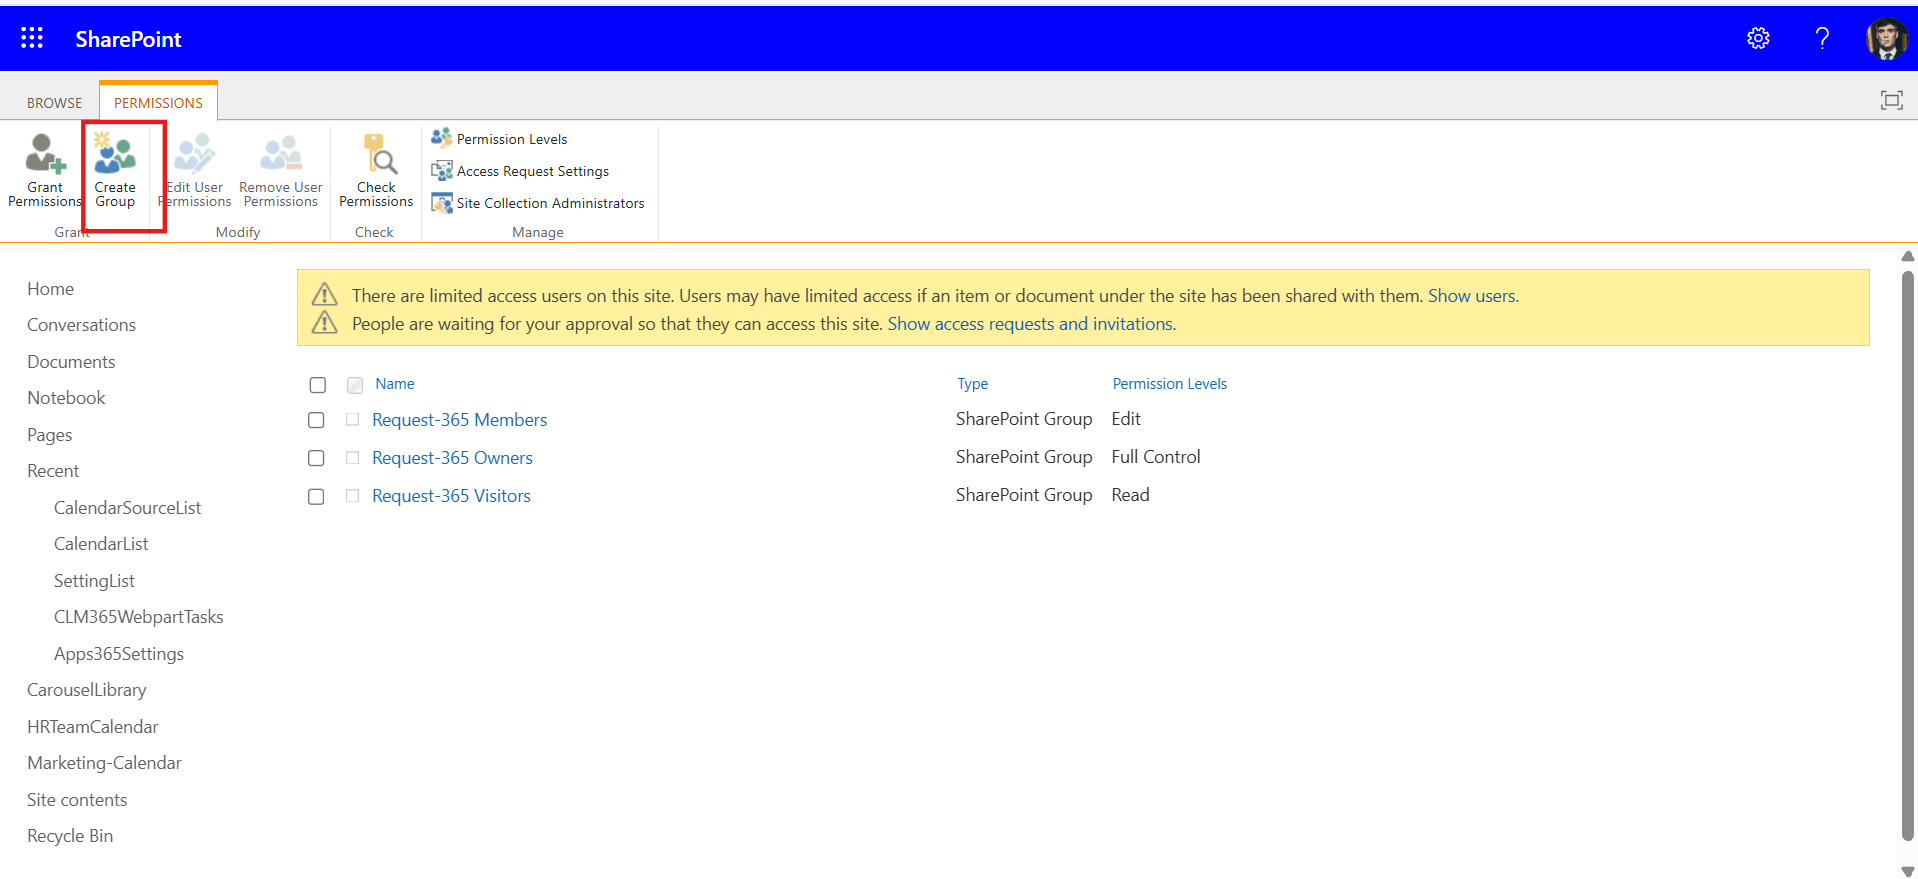 SharePoint
BROWSE PERMISSIONS
Grant Permissions
Create Group
Edit User Permissions
Remove User Permissions
Check Permissions
Permission Levels
Access Request Settings
Site Collection Administrators
Grant Modify Check Manage
Home
Conversations
Documents
Notebook
Pages
Recent
CalendarSourceList
CalendarList
SettingList
CLM365WebpartTasks
Apps365Settings
CarouselLibrary
HRTeamCalendar
Marketing-Calendar
Site contents
Recycle Bin
There are limited access users on this site. Users may have limited access if an item or document under the site has been shared with them. Show users.
People are waiting for your approval so that they can access this site. Show access requests and invitations.
Name Type Permission Levels
Request-365 Members SharePoint Group Edit
Request-365 Owners SharePoint Group Full Control
Request-365 Visitors SharePoint Group Read